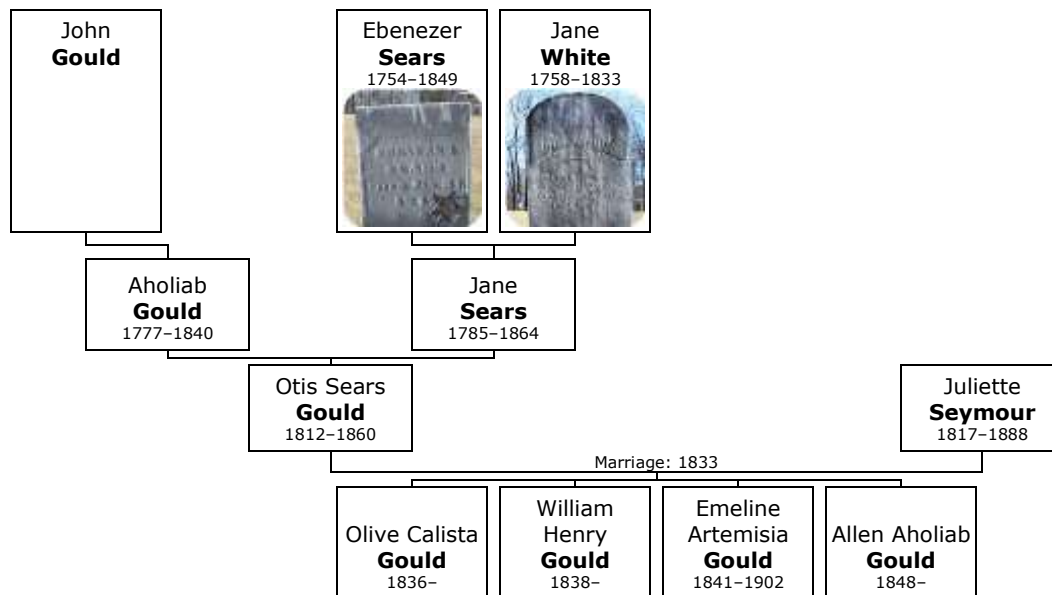 John
Gould
Ebenezer
Sears
1754–1849
Jane
White
1758–1833
Aholiab
Gould
1777–1840
Jane
Sears
1785–1864
Otis Sears
Gould
1812–1860
Juliette
Seymour
1817–1888
Marriage: 1833
Olive Calista
Gould
1836–
William
Henry
Gould
1838–
Emeline
Artemisia
Gould
1841–1902
Allen Aholiab
Gould
1848–